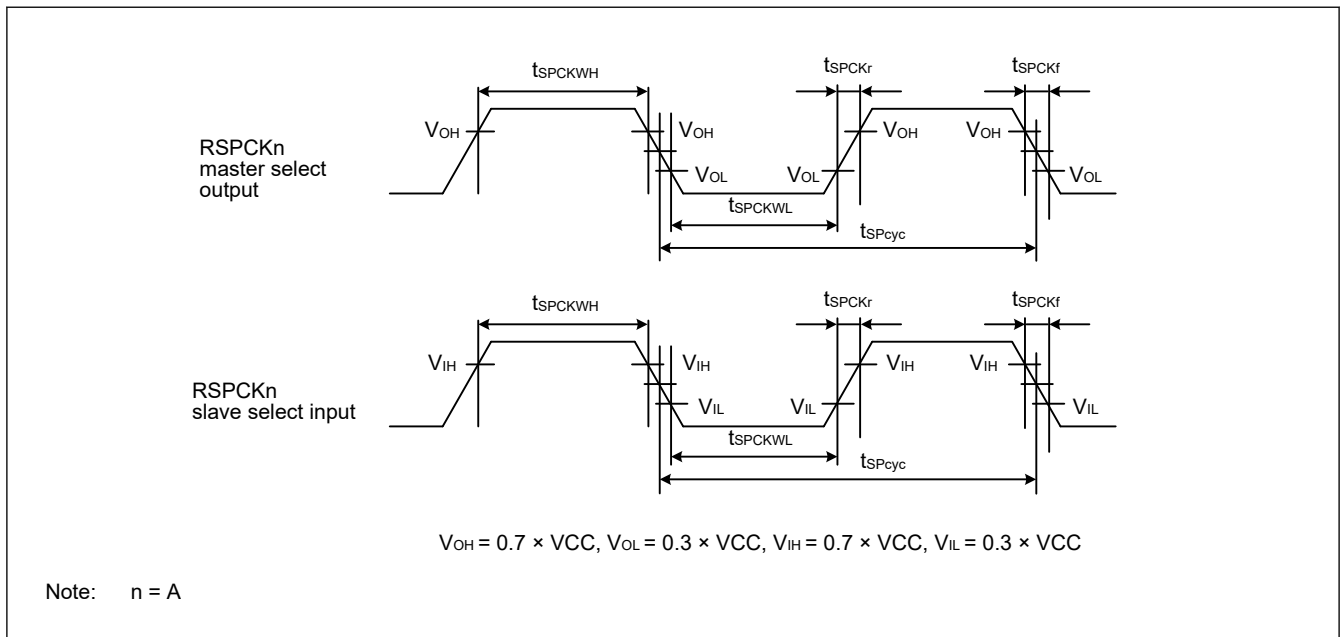 tSPCKWH
tSPCKr
tSPCKf
VOH
VOH
VOH
VOH
RSPCKn
master select
output
VOL
VOL
VOL
tSPCKWL
tSPcyc
tSPCKWH
tSPCKr
tSPCKf
VIH
VIH
VIH
VIH
RSPCKn
slave select input
VIL
VIL
VIL
tSPCKWL
tSPcyc
VOH = 0.7 × VCC, VOL = 0.3 × VCC, VIH = 0.7 × VCC, VIL = 0.3 × VCC
Note: n = A